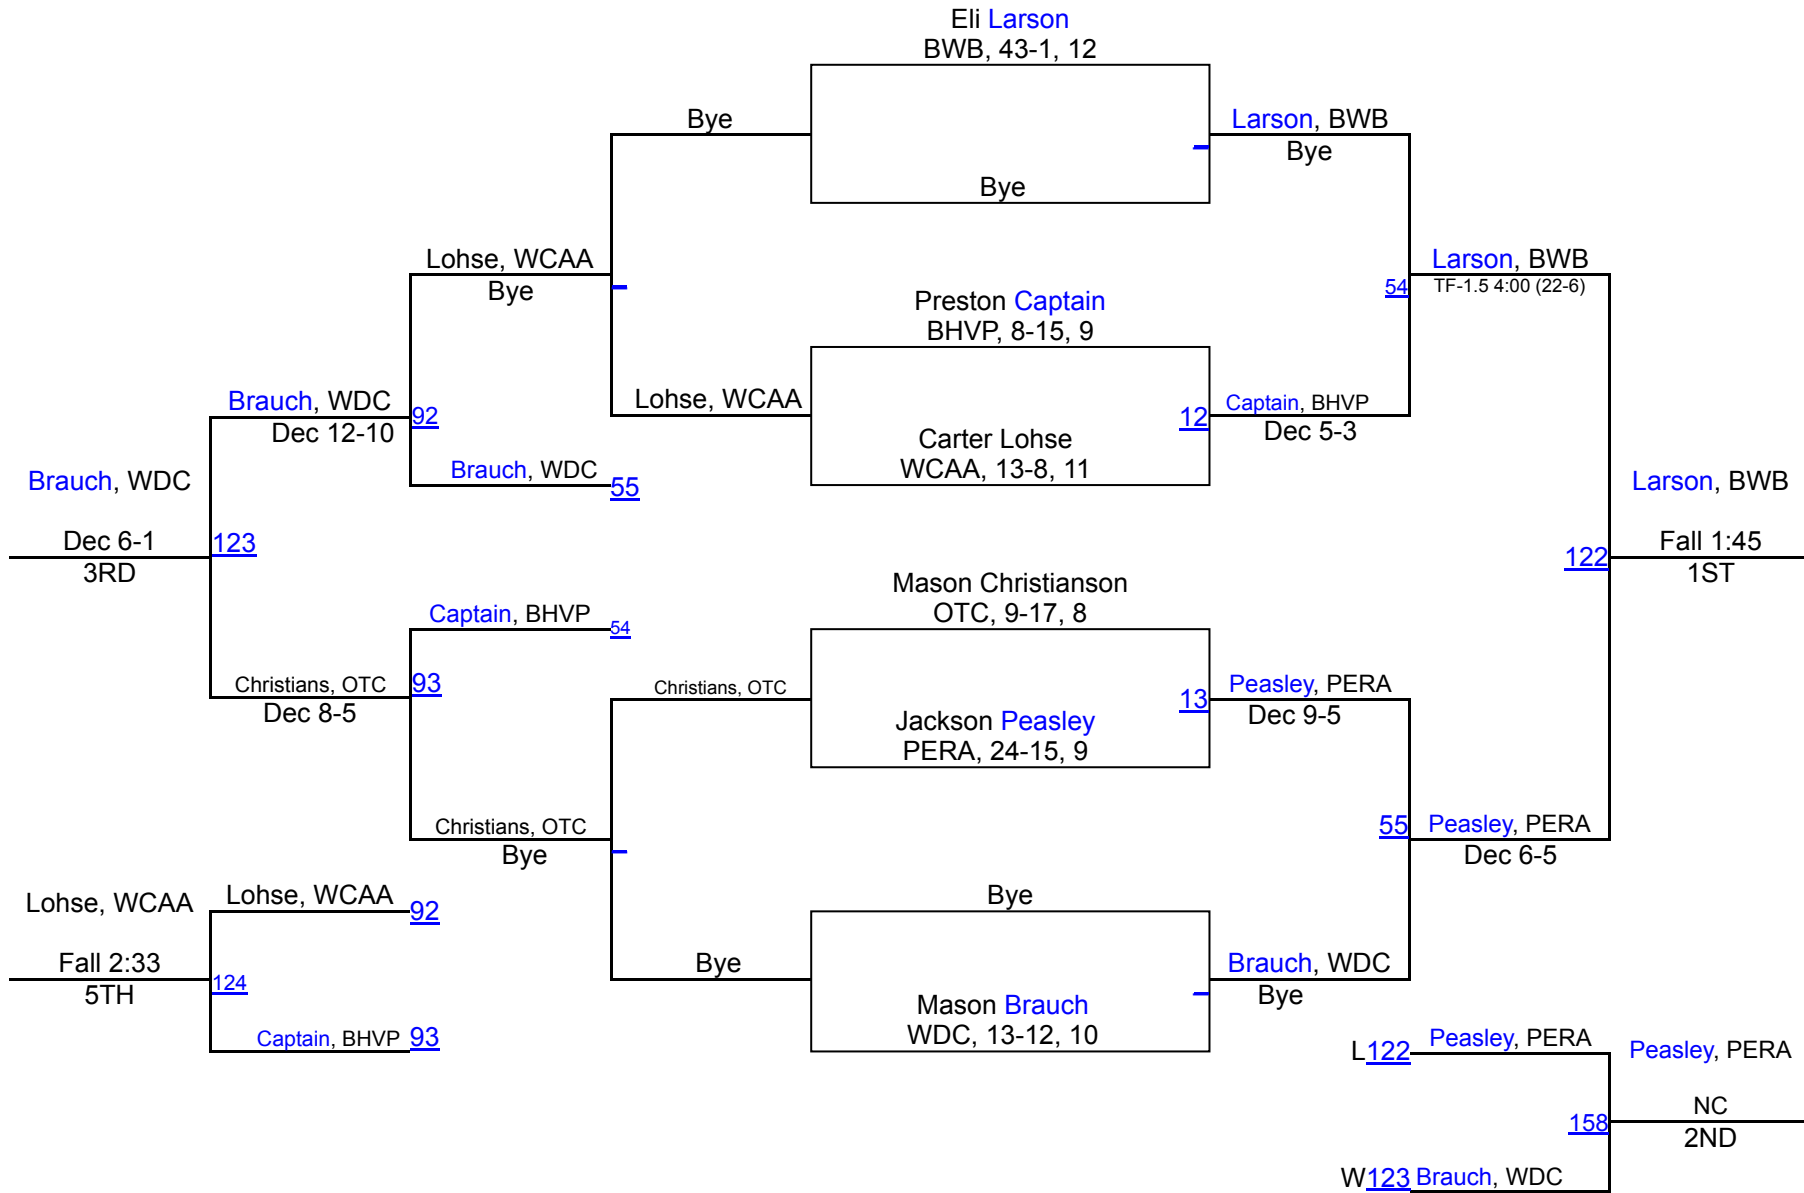 Eli Larson
BWB, 43-1, 12
Bye
Larson, BWB
Bye
Bye
Lohse, WCAA
Bye
Larson, BWB
54
TF-1.5 4:00 (22-6)
Preston Captain
BHVP, 8-15, 9
Brauch, WDC
92
Dec 12-10
Lohse, WCAA
12
Captain, BHVP
Dec 5-3
Carter Lohse
WCAA, 13-8, 11
Brauch, WDC
55
Brauch, WDC
Larson, BWB
Dec 6-1
123
3RD
122
Fall 1:45
1ST
Mason Christianson
OTC, 9-17, 8
Captain, BHVP
54
Christians, OTC
93
Dec 8-5
Christians, OTC
13
Peasley, PERA
Dec 9-5
Jackson Peasley
PERA, 24-15, 9
Christians, OTC
Bye
55
Peasley, PERA
Dec 6-5
Lohse, WCAA
Lohse, WCAA
92
Bye
Fall 2:33
124
5TH
Bye
Brauch, WDC
Bye
Mason Brauch
WDC, 13-12, 10
Captain, BHVP
93
L122
Peasley, PERA
Peasley, PERA
158
NC
2ND
W123
Brauch, WDC